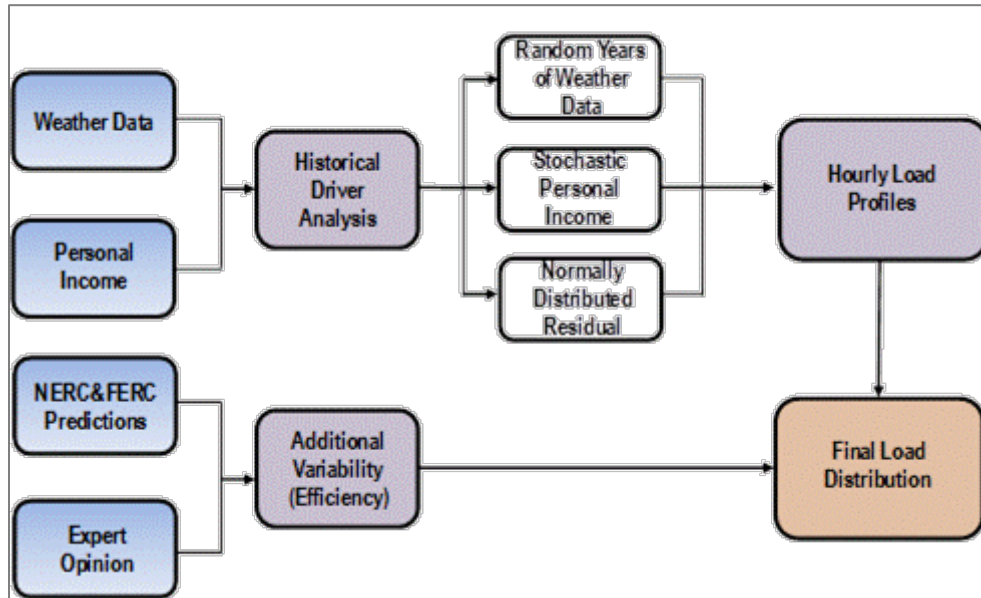 Weather Data
Personal
Income
NERC&FERC
Predictions
Expert
Opinion
Historical
Driver
Analysis
Additional
Variability
(Efficiency)
Random Years
of Weather
Data
Stochastic
Personal
Income
Normally
Distributed
Residual
Hourly Load
Profiles
Final Load
Distribution